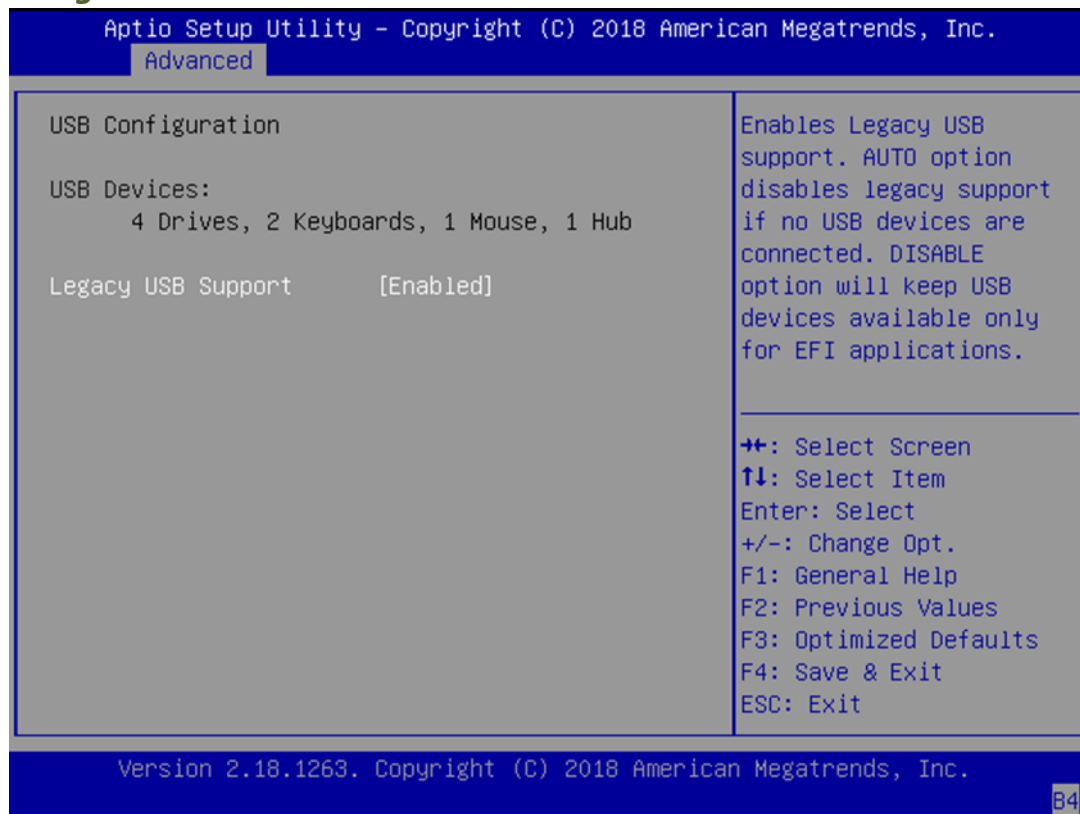 Aptio Setup Utility – Copyright (C) 2018 American Megatrends, Inc.
Advanced
USB Configuration
USB Devices:
4 Drives, 2 Keyboards, 1 Mouse, 1 Hub
Legacy USB Support [Enabled]
Enables Legacy USB
support. AUTO option
disables legacy support
if no USB devices are
connected. DISABLE
option will keep USB
devices available only
for EFI applications.
→←: Select Screen
↑↓: Select Item
Enter: Select
+/-: Change Opt.
F1: General Help
F2: Previous Values
F3: Optimized Defaults
F4: Save & Exit
ESC: Exit
Version 2.18.1263. Copyright (C) 2018 American Megatrends, Inc.
B4